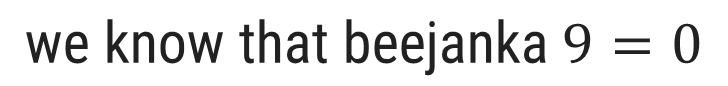 we know that beejanka 9 = 0